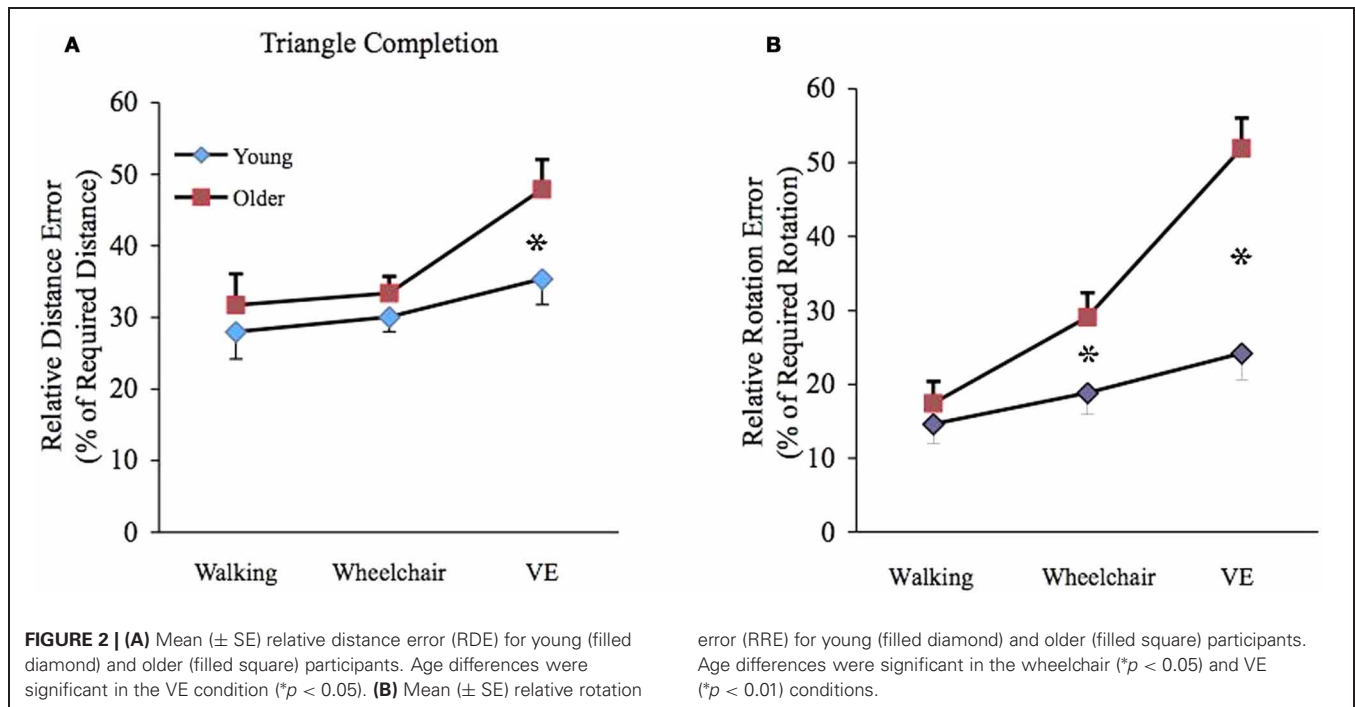 A
Triangle Completion
60
50
40
30
20
10
0
Relative Distance Error
(% of Required Distance)
Young
Older
*
Walking Wheelchair VE
B
60
50
40
30
20
10
0
Relative Rotation Error
(% of Required Rotation)
*
*
Walking Wheelchair VE
FIGURE 2 | (A) Mean (± SE) relative distance error (RDE) for young (filled
diamond) and older (filled square) participants. Age differences were
significant in the VE condition (*p < 0.05). (B) Mean (± SE) relative rotation
error (RRE) for young (filled diamond) and older (filled square) participants.
Age differences were significant in the wheelchair (*p < 0.05) and VE
(*p < 0.01) conditions.